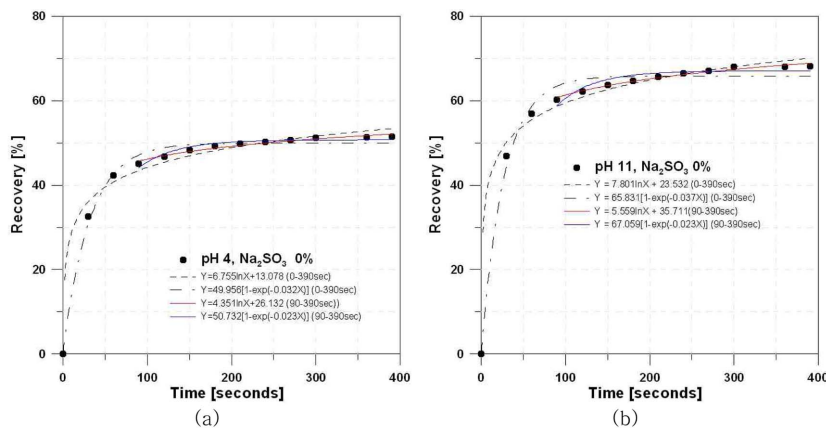 80
60
40
20
0
Recovery [%]
pH 4, Na₂SO₃ 0%
Y=6.755lnX+13.078 (0-390sec)
Y=49.956[1-exp(-0.032X)] (0-390sec)
Y=4.351lnX+26.132 (90-390sec))
Y=50.732[1-exp(-0.023X)] (90-390sec)
0 100 200 300 400
Time [seconds]
(a)
80
60
40
20
0
Recovery [%]
pH 11, Na₂SO₃ 0%
Y = 7.801lnX + 23.532 (0-390sec)
Y = 65.831[1-exp(-0.037X)] (0-390sec)
Y = 5.559lnX + 35.711(90-390sec)
Y = 67.059[1-exp(-0.023X)] (90-390sec)
0 100 200 300 400
Time [seconds]
(b)